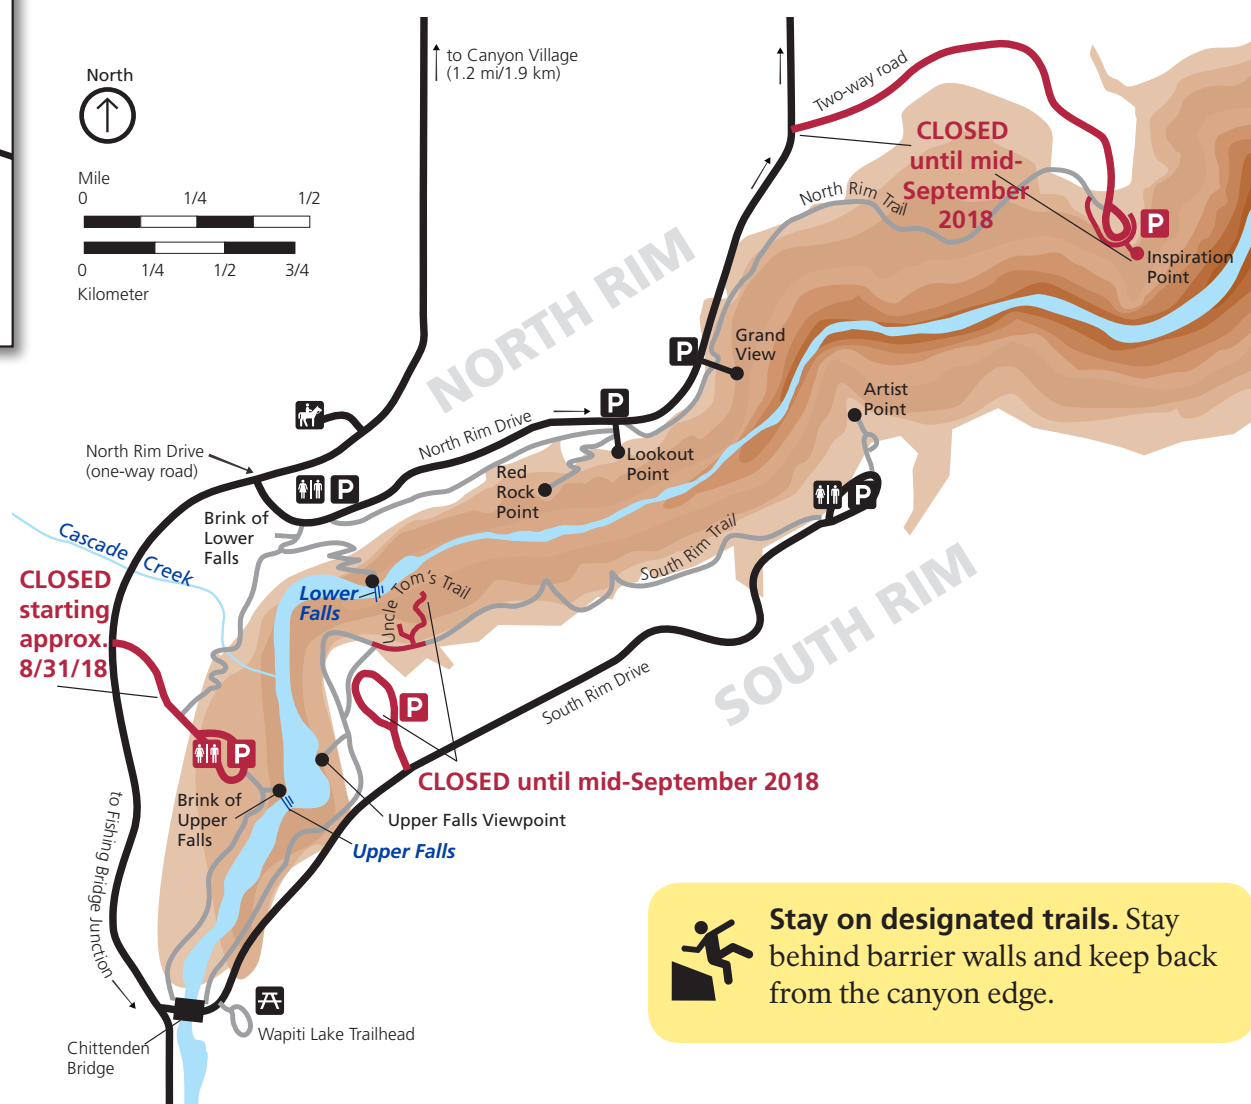 North
Mile
0 1/4 1/2
0 1/4 1/2 3/4
Kilometer
to Canyon Village
(1.2 mi/1.9 km)
Two-way road
CLOSED
until mid-
September
2018
North Rim Trail
P
Inspiration
Point
NORTH RIM
P
Grand
View
Artist
Point
P
North Rim Drive
North Rim Drive
(one-way road)
Lookout
Point
Red
Rock
Point
P
P
Brink of
Lower
Falls
Cascade Creek
CLOSED
starting
approx.
8/31/18
Lower
Falls
Uncle Tom's Trail
South Rim Trail
SOUTH RIM
South Rim Drive
P
P
CLOSED until mid-September 2018
Brink of
Upper
Falls
Upper Falls Viewpoint
Upper Falls
to Fishing Bridge Junction
Wapiti Lake Trailhead
Chittenden
Bridge
Stay on designated trails. Stay
behind barrier walls and keep back
from the canyon edge.